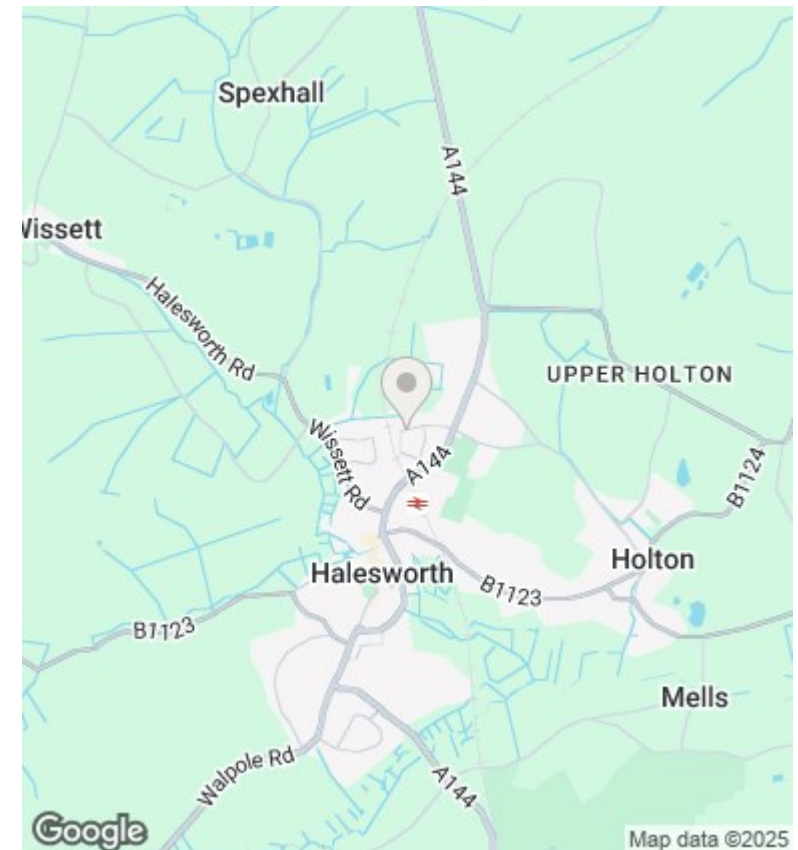 Spexhall
A144
Wissett
Halesworth Rd
UPPER HOLTON
Wissett Rd
A144
B1124
Halesworth
Holton
B1123
B1123
Mells
Walpole Rd
A144
Google
Map data ©2025